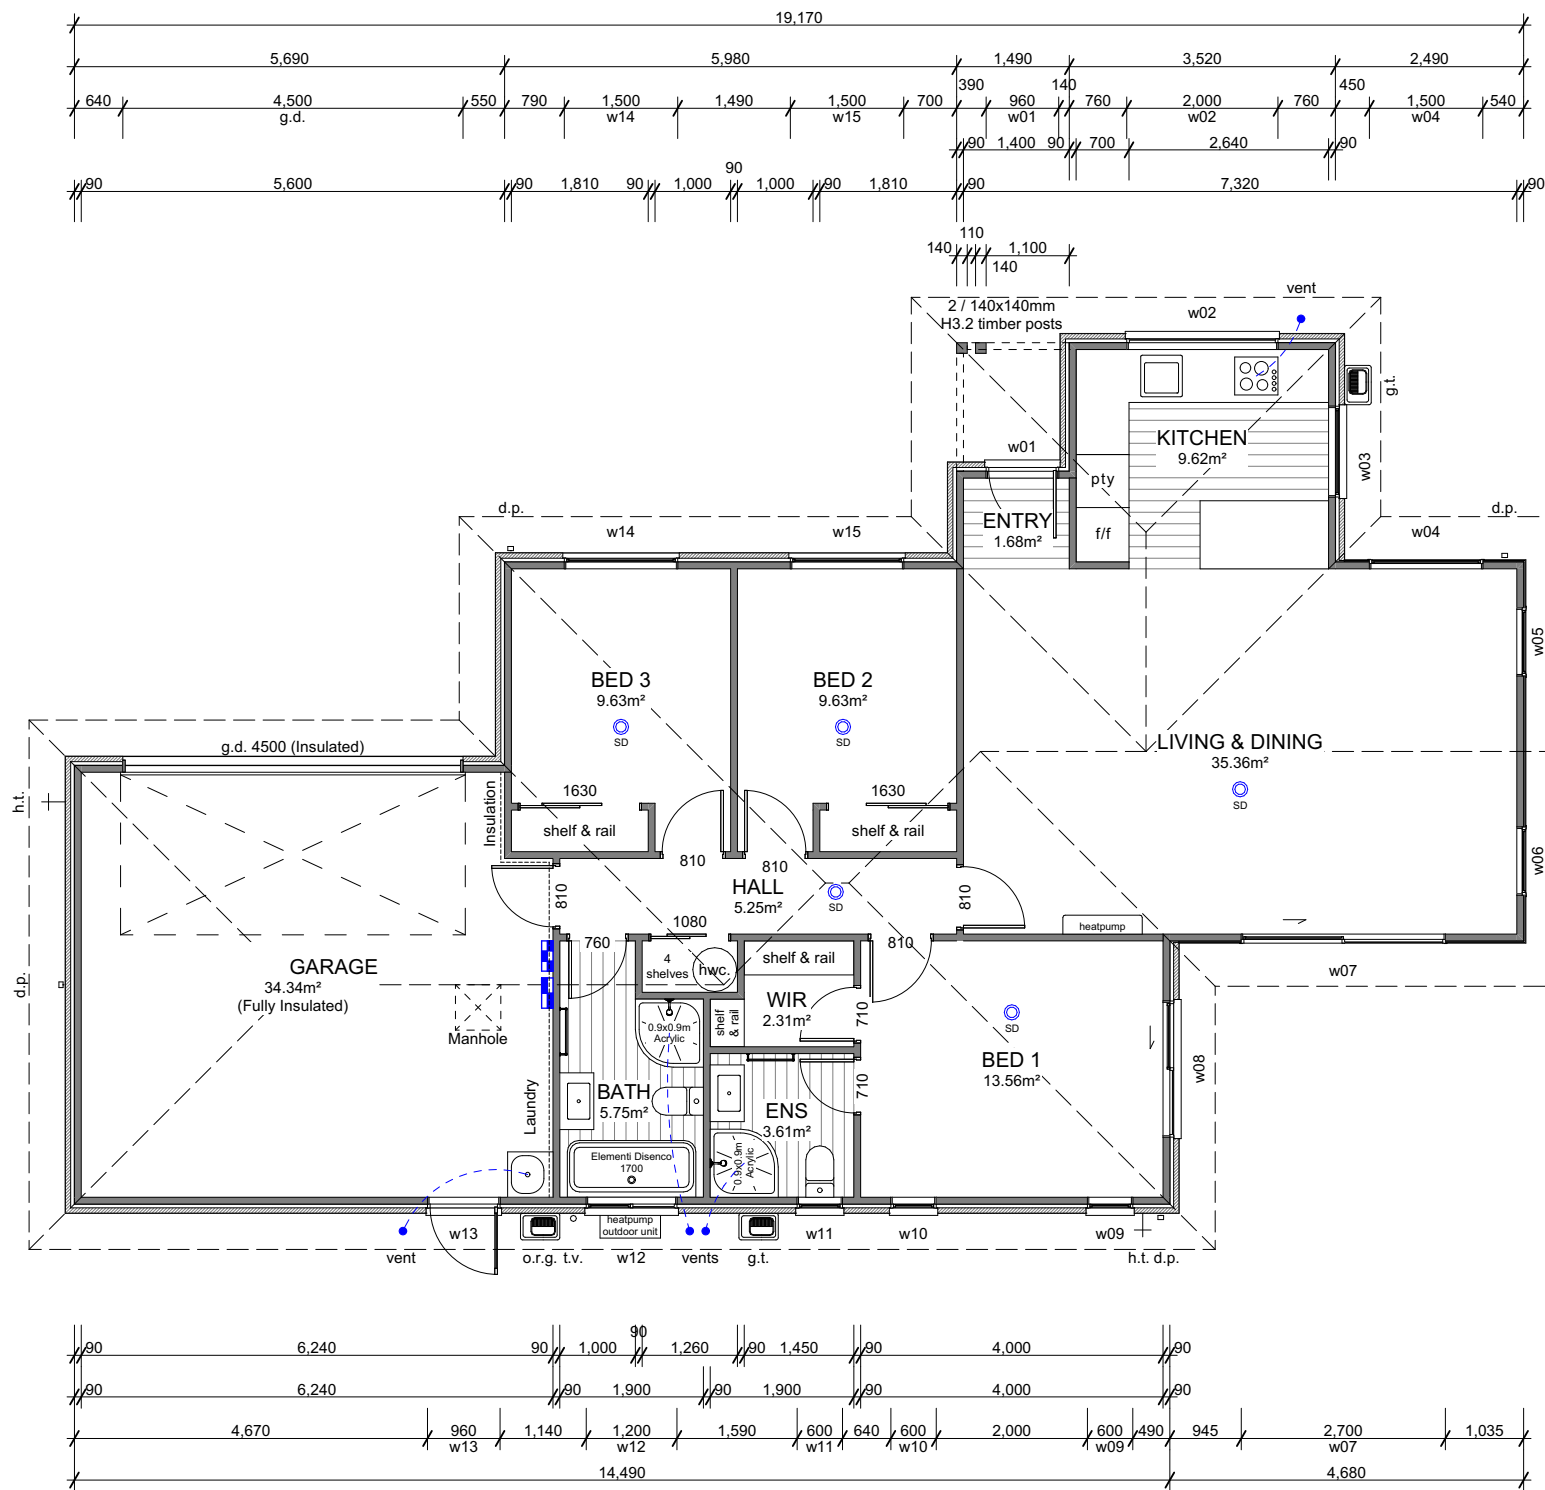 19,170
5,690 5,980 1,490 3,520 2,490
390 140 450
640 4,500 550 790 1,500 1,490 1,500 700 960 760 2,000 760 1,500 540
g.d. w14 w15 w01 w02 w04
90 1,400 90 700 2,640 90
90
90 5,600 90 1,810 90 1,000 1,000 90 1,810 90 7,320 90
110
140 1,100
140
vent
2 / 140x140mm
H3.2 timber posts
w02
g.t.
w01
KITCHEN
9.62m²
w03
pty
ENTRY
1.68m²
f/f
d.p.
w14
w15
w04
d.p.
w05
BED 3
9.63m²
SD
BED 2
9.63m²
SD
LIVING & DINING
35.36m²
SD
g.d. 4500 (Insulated)
h.t.
Insulation
1630
shelf & rail
1630
shelf & rail
w06
810
810
810
HALL
5.25m²
SD
810
1080
760
810
heatpump
GARAGE
34.34m²
(Fully Insulated)
d.p.
Manhole
4
shelves
hwc.
shelf & rail
WIR
2.31m²
shelf
& rail
710
w07
SD
0.9x0.9m
Acrylic
BED 1
13.56m²
w08
Laundry
BATH
5.75m²
710
ENS
3.61m²
0.9x0.9m
Acrylic
Elementi Disenco
1700
heatpump
outdoor unit
w13
w11
w10
w09
vent
o.r.g. t.v.
w12
vents
g.t.
h.t. d.p.
90
90 6,240 90 1,000 1,260 90 1,450 90 4,000 90
90 6,240 90 1,900 90 1,900 90 4,000 90
4,670 960 1,140 1,200 1,590 600 640 600 2,000 600 490 945 2,700 1,035
w13 w12 w11 w10 w09 w07
14,490 4,680